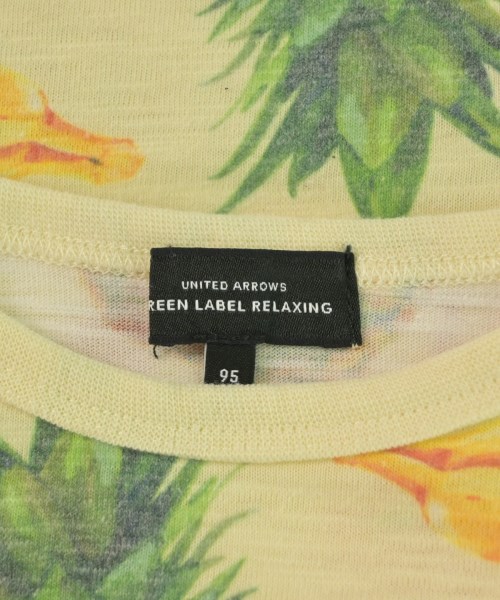 UNITED ARROWS
REEN LABEL RELAXING
95